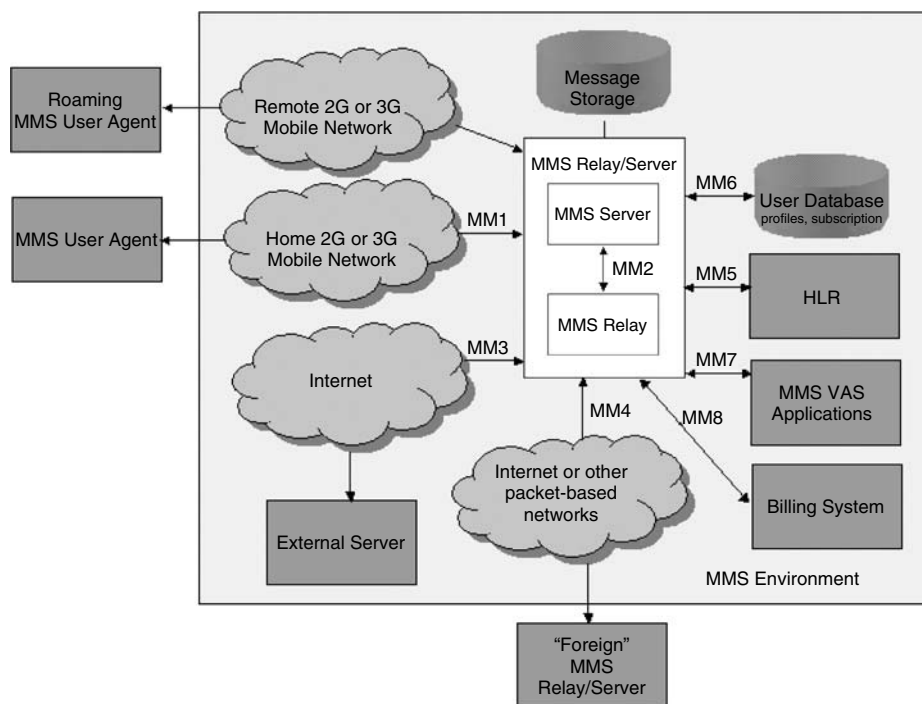 Roaming
MMS User Agent
Remote 2G or 3G
Mobile Network
Message
Storage
MMS Relay/Server
MMS Server
MM2
MMS Relay
MM6
User Database
profiles, subscription
MMS User Agent
Home 2G or 3G
Mobile Network
MM1
MM5
HLR
Internet
MM3
MM7
MMS VAS
Applications
MM4
MM8
Internet or other
packet-based
networks
Billing System
External Server
MMS Environment
“Foreign”
MMS
Relay/Server